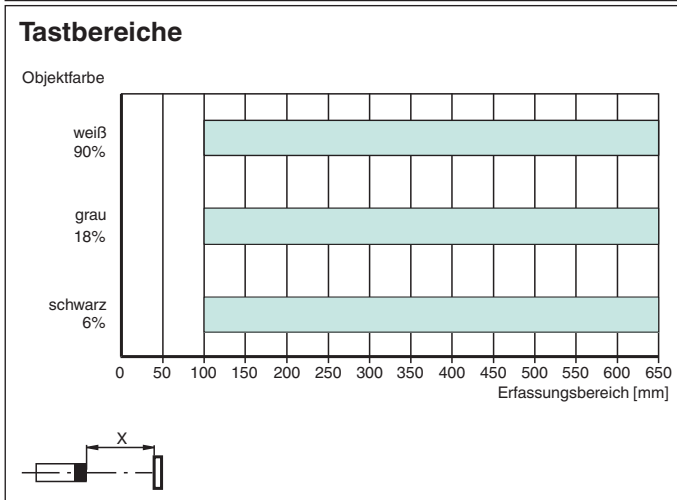 Tastbereiche
Objektfarbe
weiß
90%
grau
18%
schwarz
6%
0 50 100 150 200 250 300 350 400 450 500 550 600 650
Erfassungsbereich [mm]
X